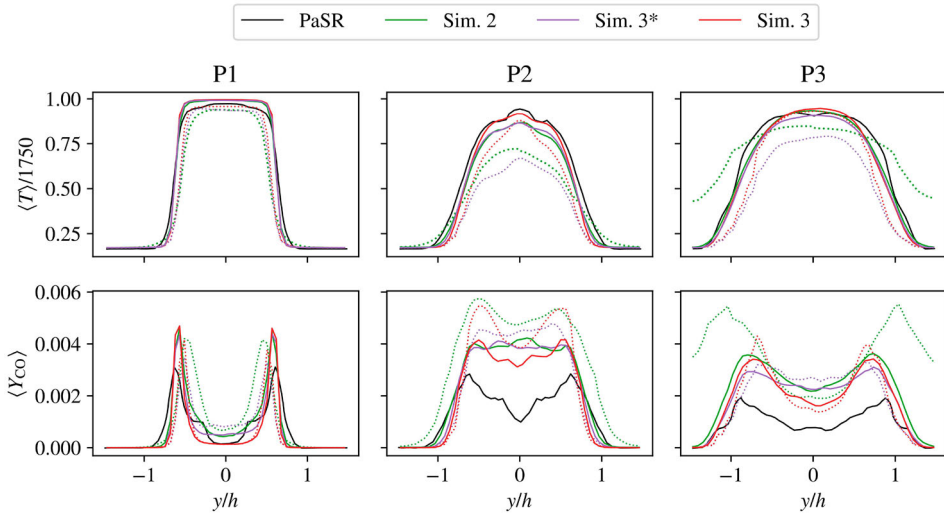 PaSR Sim. 2 Sim. 3* Sim. 3
P1 P2 P3
⟨T⟩/1750
1.00
0.75
0.50
0.25
⟨Y_CO⟩
0.006
0.004
0.002
0.000
−1 0 1 −1 0 1 −1 0 1
y/h y/h y/h